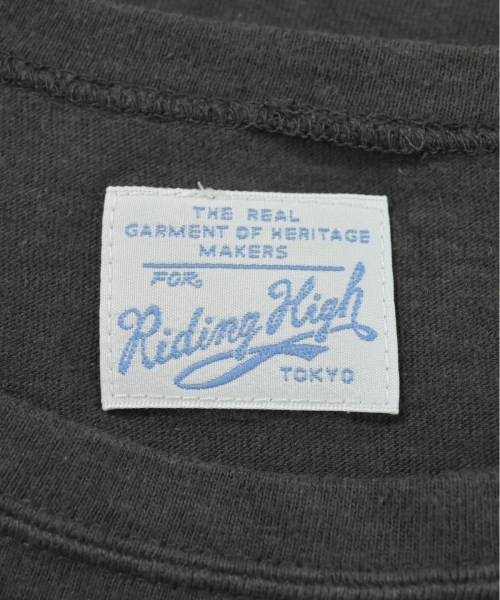 THE REAL
GARMENT OF HERITAGE
MAKERS
FOR
Riding High
TOKYO